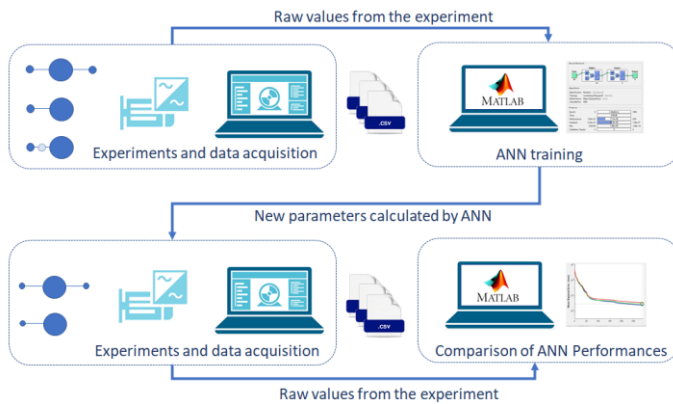 Raw values from the experiment
MATLAB
.CSV
Experiments and data acquisition
ANN training
New parameters calculated by ANN
MATLAB
.CSV
Experiments and data acquisition
Comparison of ANN Performances
Raw values from the experiment